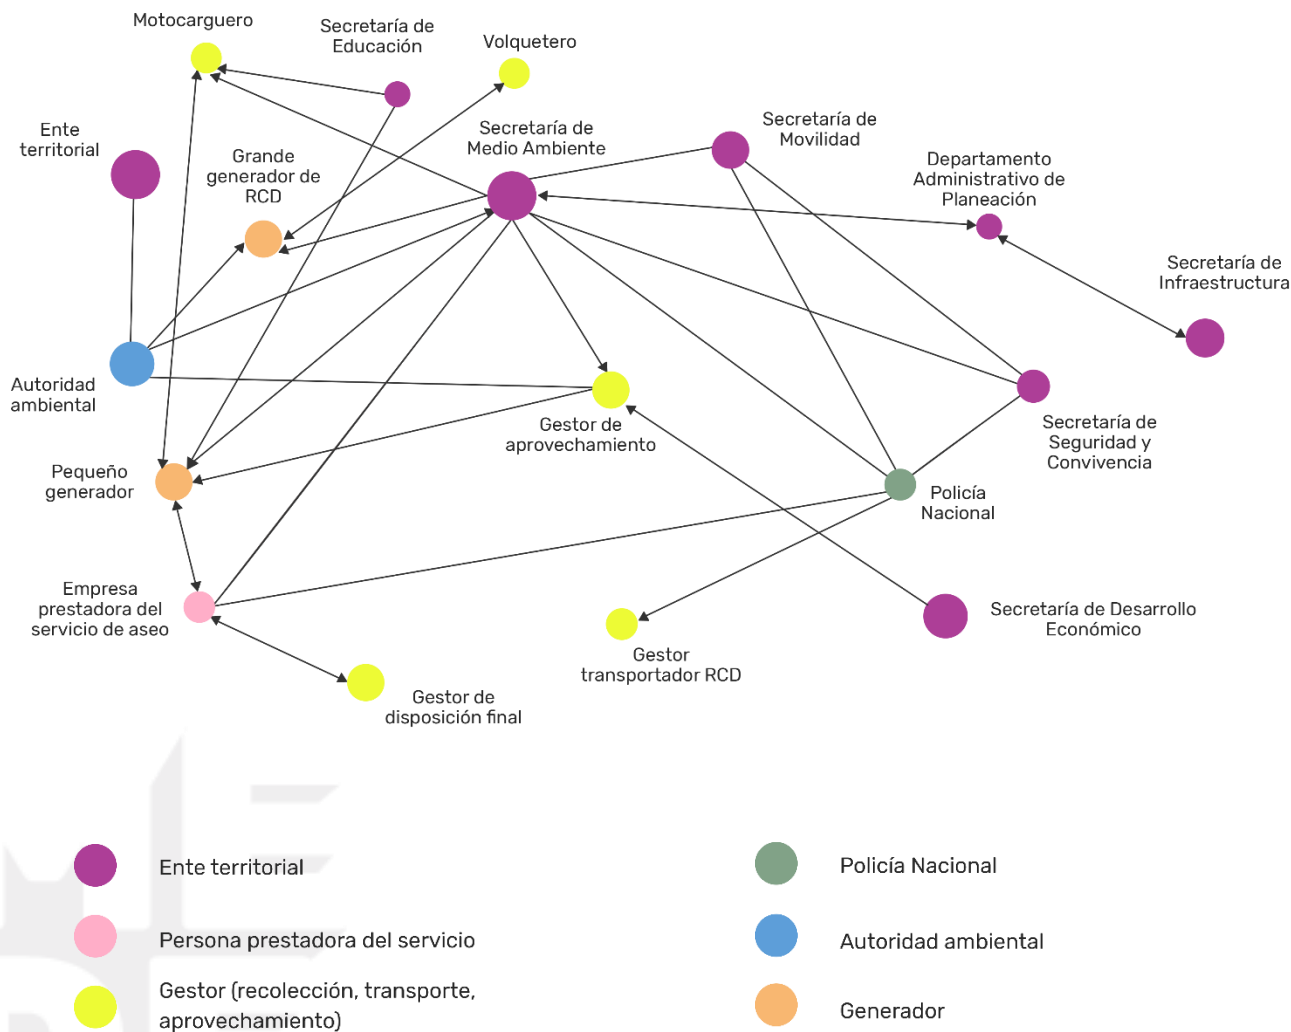 Motocarguero
Secretaría de
Educación
Volquetero
Ente
territorial
Grande
generador de
RCD
Secretaría de
Medio Ambiente
Secretaría de
Movilidad
Departamento
Administrativo de
Planeación
Secretaría de
Infraestructura
Autoridad
ambiental
Gestor de
aprovechamiento
Secretaría de
Seguridad y
Convivencia
Pequeño
generador
Policía
Nacional
Empresa
prestadora del
servicio de aseo
Secretaría de Desarrollo
Económico
Gestor
transportador RCD
Gestor de
disposición final
Ente territorial
Persona prestadora del servicio
Gestor (recolección, transporte,
aprovechamiento)
Policía Nacional
Autoridad ambiental
Generador